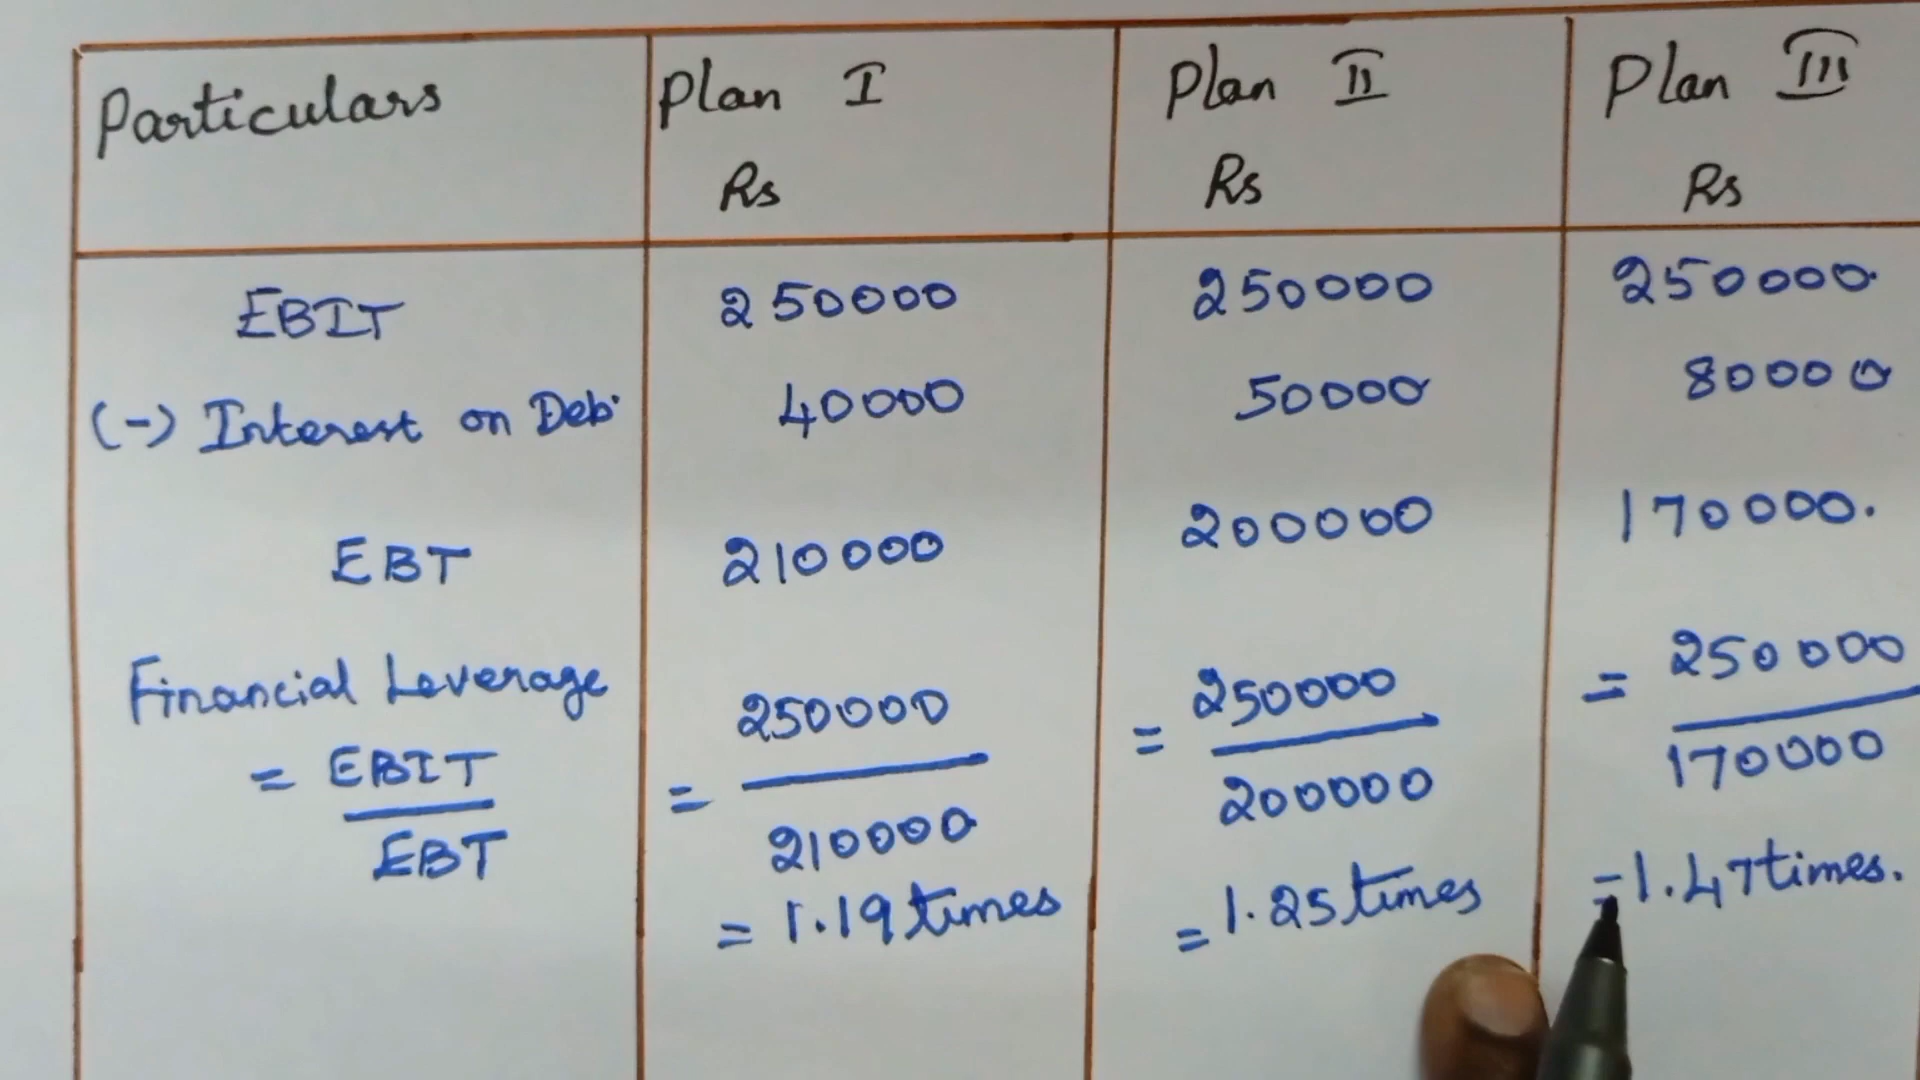 Particulars Plan I Plan II Plan III
Rs Rs Rs
EBIT 250000 250000 250000.
(-) Interest on Deb. 40000 50000 80000
EBT 210000 200000 170000.
Financial Leverage
= EBIT / EBT
= 250000 / 210000
= 1.19 times
= 250000 / 200000
= 1.25 times
= 250000 / 170000
= 1.47 times.